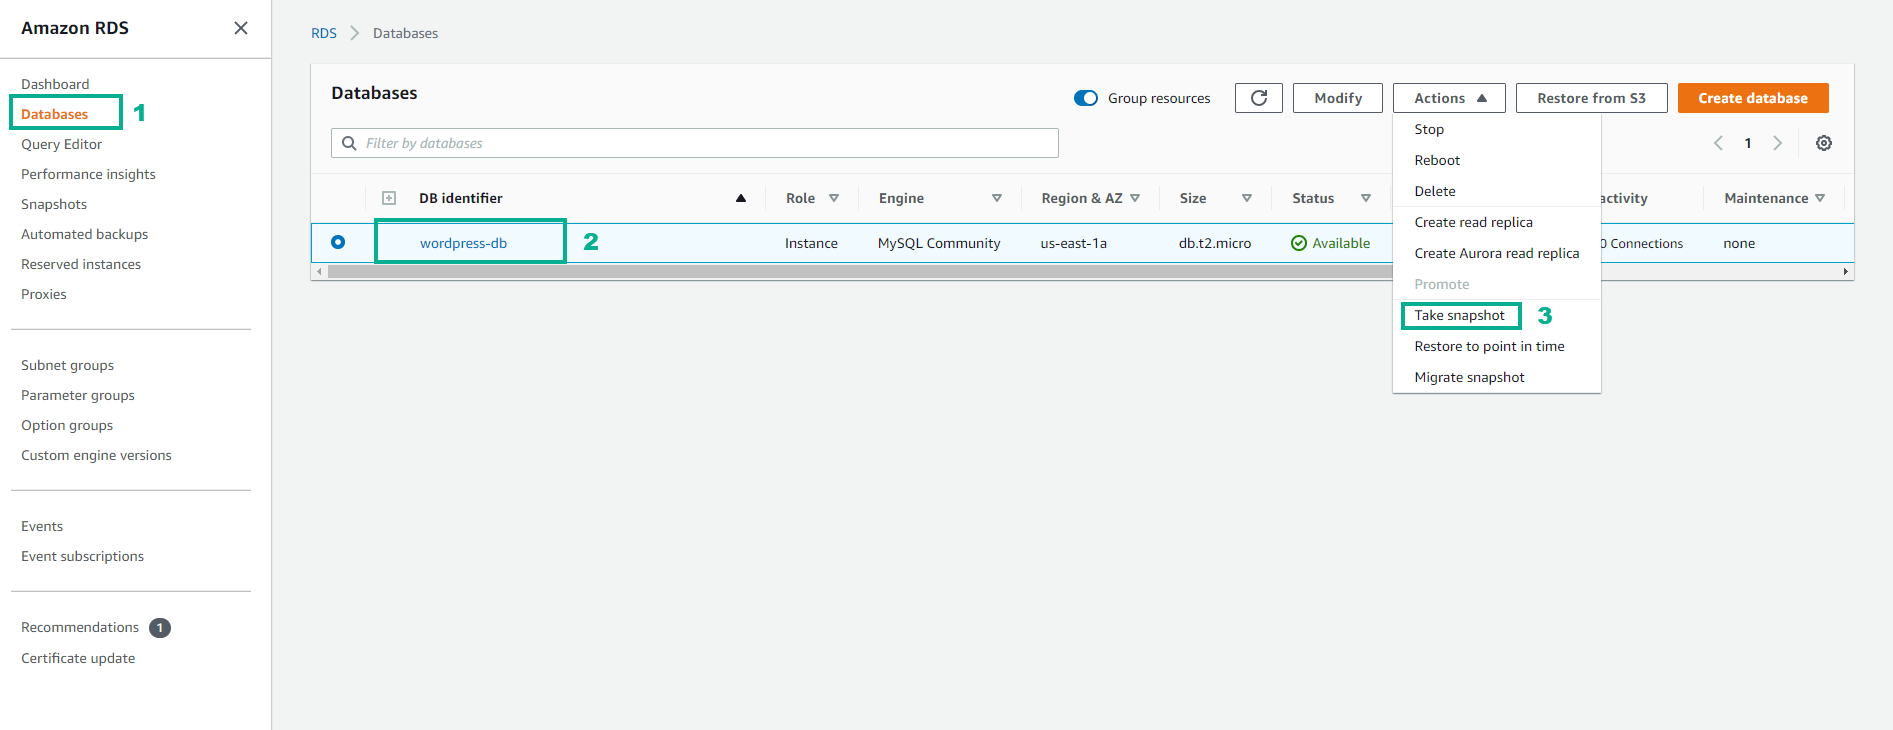 Amazon RDS
Dashboard
Databases 1
Query Editor
Performance insights
Snapshots
Automated backups
Reserved instances
Proxies
Subnet groups
Parameter groups
Option groups
Custom engine versions
Events
Event subscriptions
Recommendations 1
Certificate update
RDS Databases
Databases
Group resources Modify Actions Restore from S3 Create database
Filter by databases
1
DB identifier Role Engine Region & AZ Size Status activity Maintenance
wordpress-db 2 Instance MySQL Community us-east-1a db.t2.micro Available 0 Connections none
Stop
Reboot
Delete
Create read replica
Create Aurora read replica
Promote
Take snapshot 3
Restore to point in time
Migrate snapshot